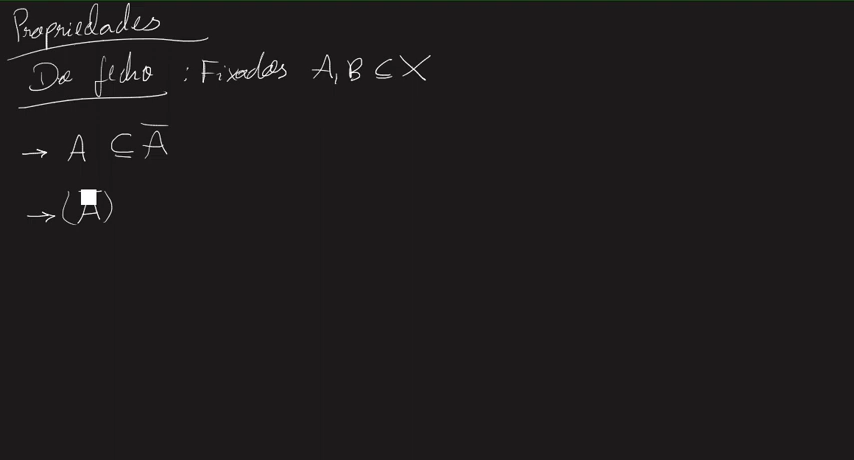 Propriedades
Do fecho : Fixados A, B ⊆ X
→ A ⊆ A̅
→ (A̅)